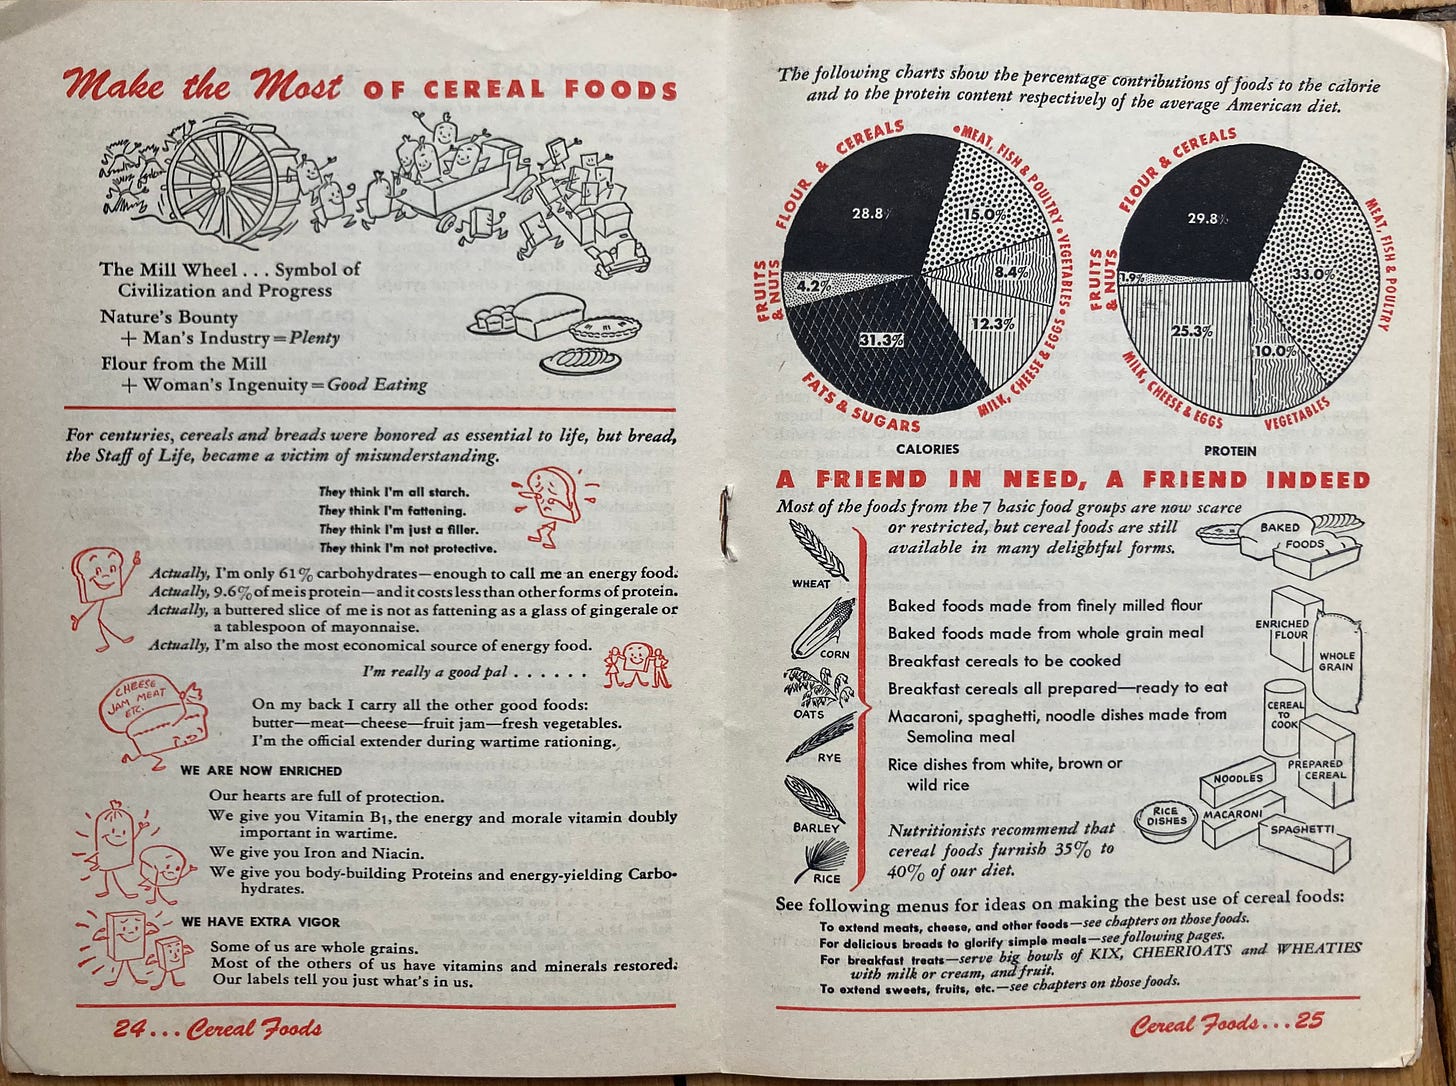 Make the Most OF CEREAL FOODS
The Mill Wheel . . . Symbol of
Civilization and Progress
Nature's Bounty
+ Man's Industry = Plenty
Flour from the Mill
+ Woman's Ingenuity = Good Eating
For centuries, cereals and breads were honored as essential to life, but bread,
the Staff of Life, became a victim of misunderstanding.
They think I'm all starch.
They think I'm fattening.
They think I'm just a filler.
They think I'm not protective.
Actually, I'm only 61% carbohydrates—enough to call me an energy food.
Actually, 9.6% of me is protein—and it costs less than other forms of protein.
Actually, a buttered slice of me is not as fattening as a glass of gingerale or
a tablespoon of mayonnaise.
Actually, I'm also the most economical source of energy food.
I'm really a good pal . . . . . .
CHEESE
JAM MEAT
ETC.
On my back I carry all the other good foods:
butter—meat—cheese—fruit jam—fresh vegetables.
I'm the official extender during wartime rationing.
WE ARE NOW ENRICHED
Our hearts are full of protection.
We give you Vitamin B1, the energy and morale vitamin doubly
important in wartime.
We give you Iron and Niacin.
We give you body-building Proteins and energy-yielding Carbo-
hydrates.
WE HAVE EXTRA VIGOR
Some of us are whole grains.
Most of the others of us have vitamins and minerals restored.
Our labels tell you just what's in us.
24 . . . Cereal Foods
The following charts show the percentage contributions of foods to the calorie
and to the protein content respectively of the average American diet.
FLOUR & CEREALS
28.8%
MEAT, FISH & POULTRY
15.0%
VEGETABLES
8.4%
MILK, CHEESE & EGGS
12.3%
FATS & SUGARS
31.3%
FRUITS
& NUTS
4.2%
CALORIES
FLOUR & CEREALS
29.8%
MEAT, FISH & POULTRY
33.0%
VEGETABLES
10.0%
MILK, CHEESE & EGGS
25.3%
FRUITS
& NUTS
1.9%
PROTEIN
A FRIEND IN NEED, A FRIEND INDEED
Most of the foods from the 7 basic food groups are now scarce
or restricted, but cereal foods are still
available in many delightful forms.
WHEAT
CORN
OATS
RYE
BARLEY
RICE
Baked foods made from finely milled flour
Baked foods made from whole grain meal
Breakfast cereals to be cooked
Breakfast cereals all prepared—ready to eat
Macaroni, spaghetti, noodle dishes made from
Semolina meal
Rice dishes from white, brown or
wild rice
Nutritionists recommend that
cereal foods furnish 35% to
40% of our diet.
BAKED
FOODS
ENRICHED
FLOUR
WHOLE
GRAIN
CEREAL
TO
COOK
PREPARED
CEREAL
NOODLES
RICE
DISHES
MACARONI
SPAGHETTI
See following menus for ideas on making the best use of cereal foods:
To extend meats, cheese, and other foods—see chapters on those foods.
For delicious breads to glorify simple meals—see following pages.
For breakfast treats—serve big bowls of KIX, CHEERIOATS and WHEATIES
with milk or cream, and fruit.
To extend sweets, fruits, etc.—see chapters on those foods.
Cereal Foods . . . 25